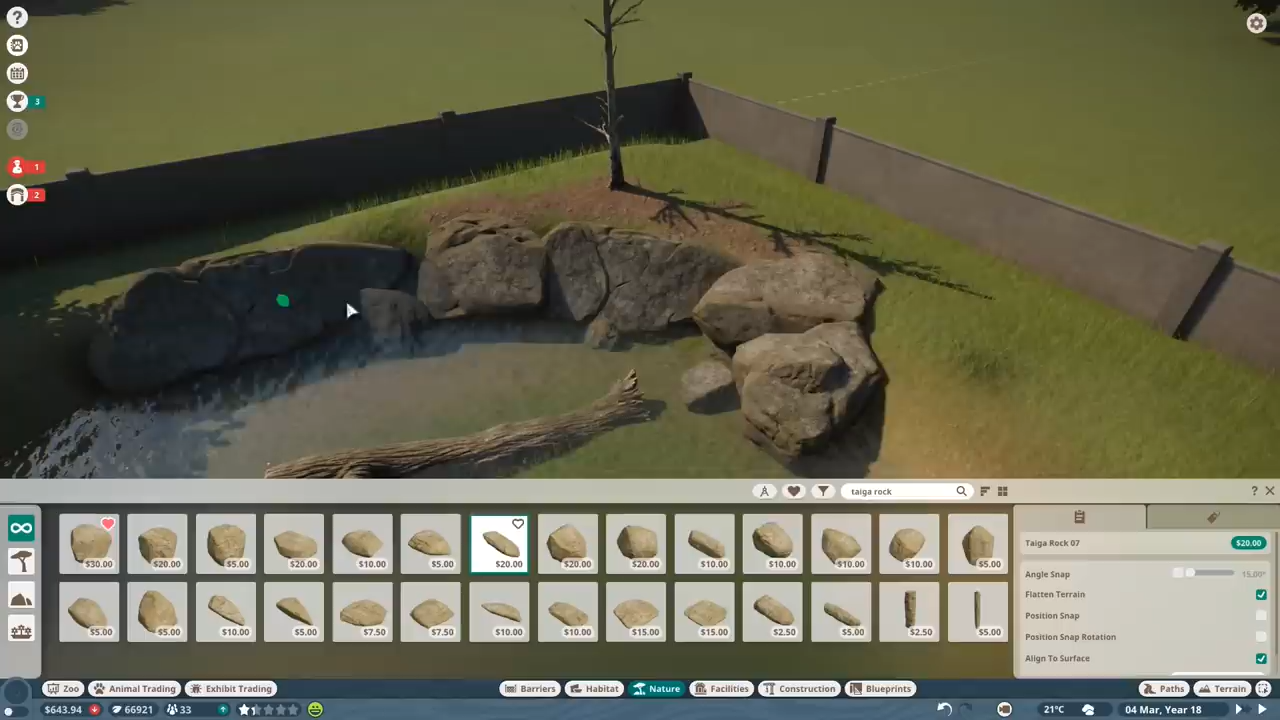 ?
3
1
2
taiga rock
? ×
$30.00 $20.00 $5.00 $20.00 $10.00 $5.00 $20.00 $20.00 $20.00 $10.00 $10.00 $10.00 $10.00 $5.00
$5.00 $5.00 $10.00 $5.00 $7.50 $7.50 $10.00 $10.00 $15.00 $15.00 $2.50 $5.00 $2.50 $5.00
Taiga Rock 07 $20.00
Angle Snap 15.00°
Flatten Terrain
Position Snap
Position Snap Rotation
Align To Surface
Zoo Animal Trading Exhibit Trading Barriers Habitat Nature Facilities Construction Blueprints Paths Terrain
$643.94 66921 33 21°C 04 Mar, Year 18